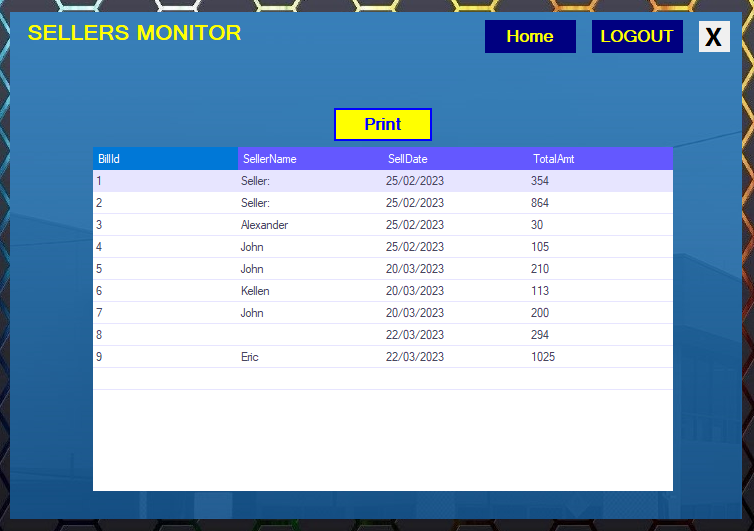 SELLERS MONITOR Home LOGOUT X
Print
BillId SellerName SellDate TotalAmt
1 Seller: 25/02/2023 354
2 Seller: 25/02/2023 864
3 Alexander 25/02/2023 30
4 John 25/02/2023 105
5 John 20/03/2023 210
6 Kellen 20/03/2023 113
7 John 20/03/2023 200
8 22/03/2023 294
9 Eric 22/03/2023 1025